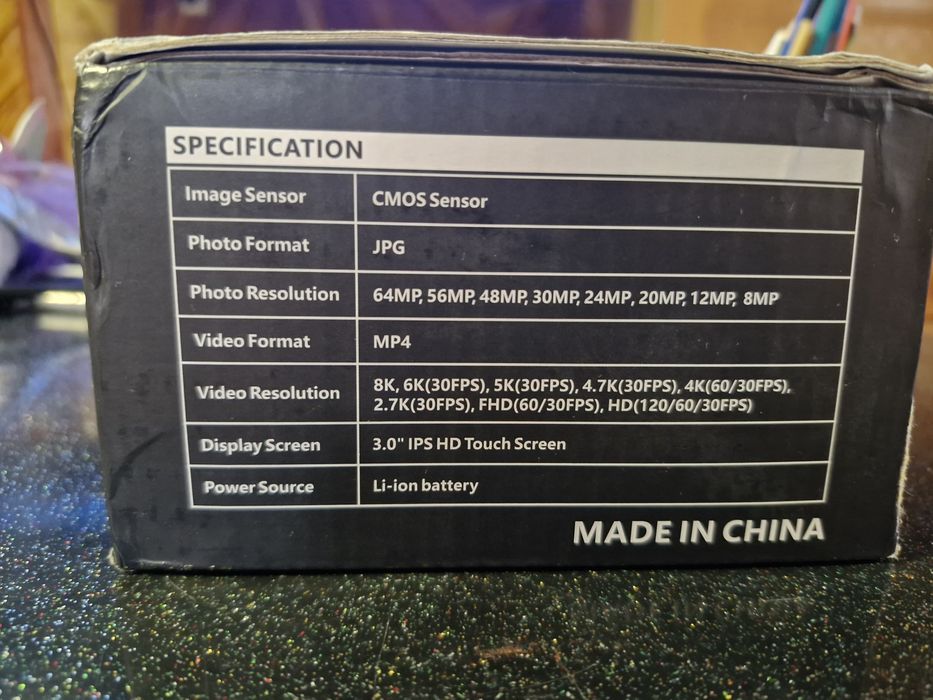 SPECIFICATION
Image Sensor CMOS Sensor
Photo Format JPG
Photo Resolution 64MP, 56MP, 48MP, 30MP, 24MP, 20MP, 12MP, 8MP
Video Format MP4
Video Resolution 8K, 6K(30FPS), 5K(30FPS), 4.7K(30FPS), 4K(60/30FPS),
2.7K(30FPS), FHD(60/30FPS), HD(120/60/30FPS)
Display Screen 3.0" IPS HD Touch Screen
Power Source Li-ion battery
MADE IN CHINA